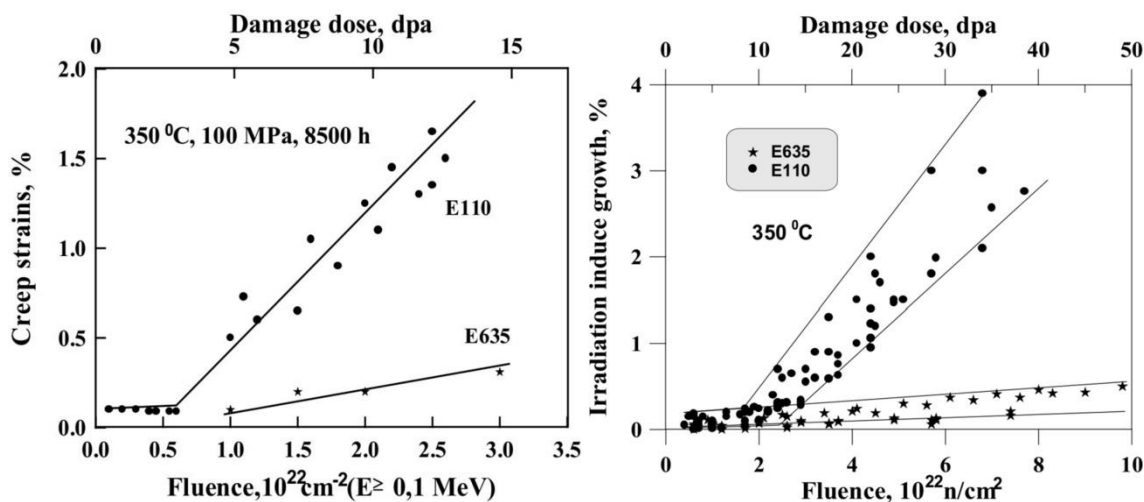 Damage dose, dpa
0 5 10 15
2.0
1.5
1.0
0.5
0.0
Creep strains, %
350 ⁰C, 100 MPa, 8500 h
E110
E635
0.0 0.5 1.0 1.5 2.0 2.5 3.0 3.5
Fluence,10²²cm⁻²(E≥ 0,1 MeV)
Damage dose, dpa
0 10 20 30 40 50
4
3
2
1
0
Irradiation induce growth, %
E635
E110
350 ⁰C
0 2 4 6 8 10
Fluence, 10²²n/cm²